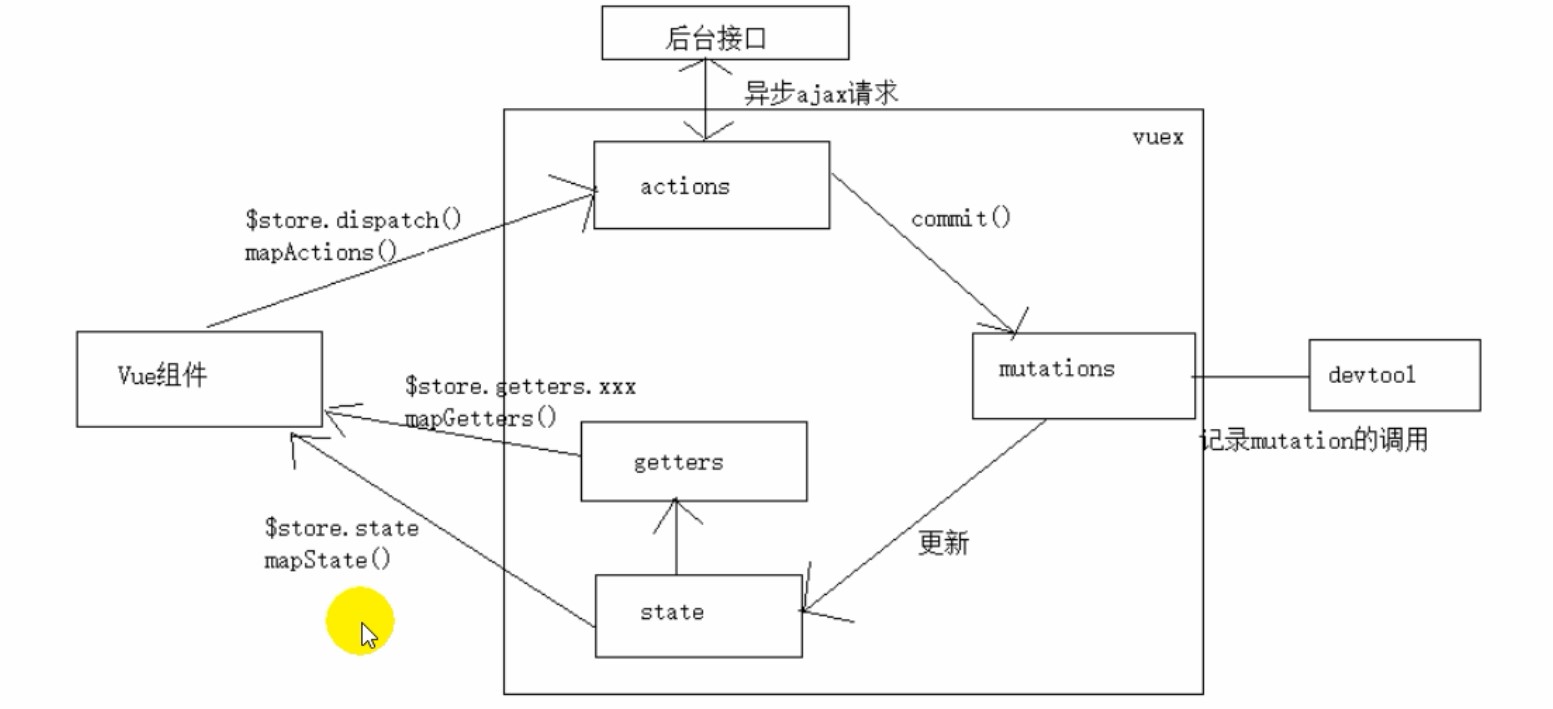 后台接口
异步ajax请求
vuex
actions
$store.dispatch()
mapActions()
commit()
Vue组件
mutations
devtool
$store.getters.xxx
mapGetters()
记录mutation的调用
getters
$store.state
mapState()
更新
state